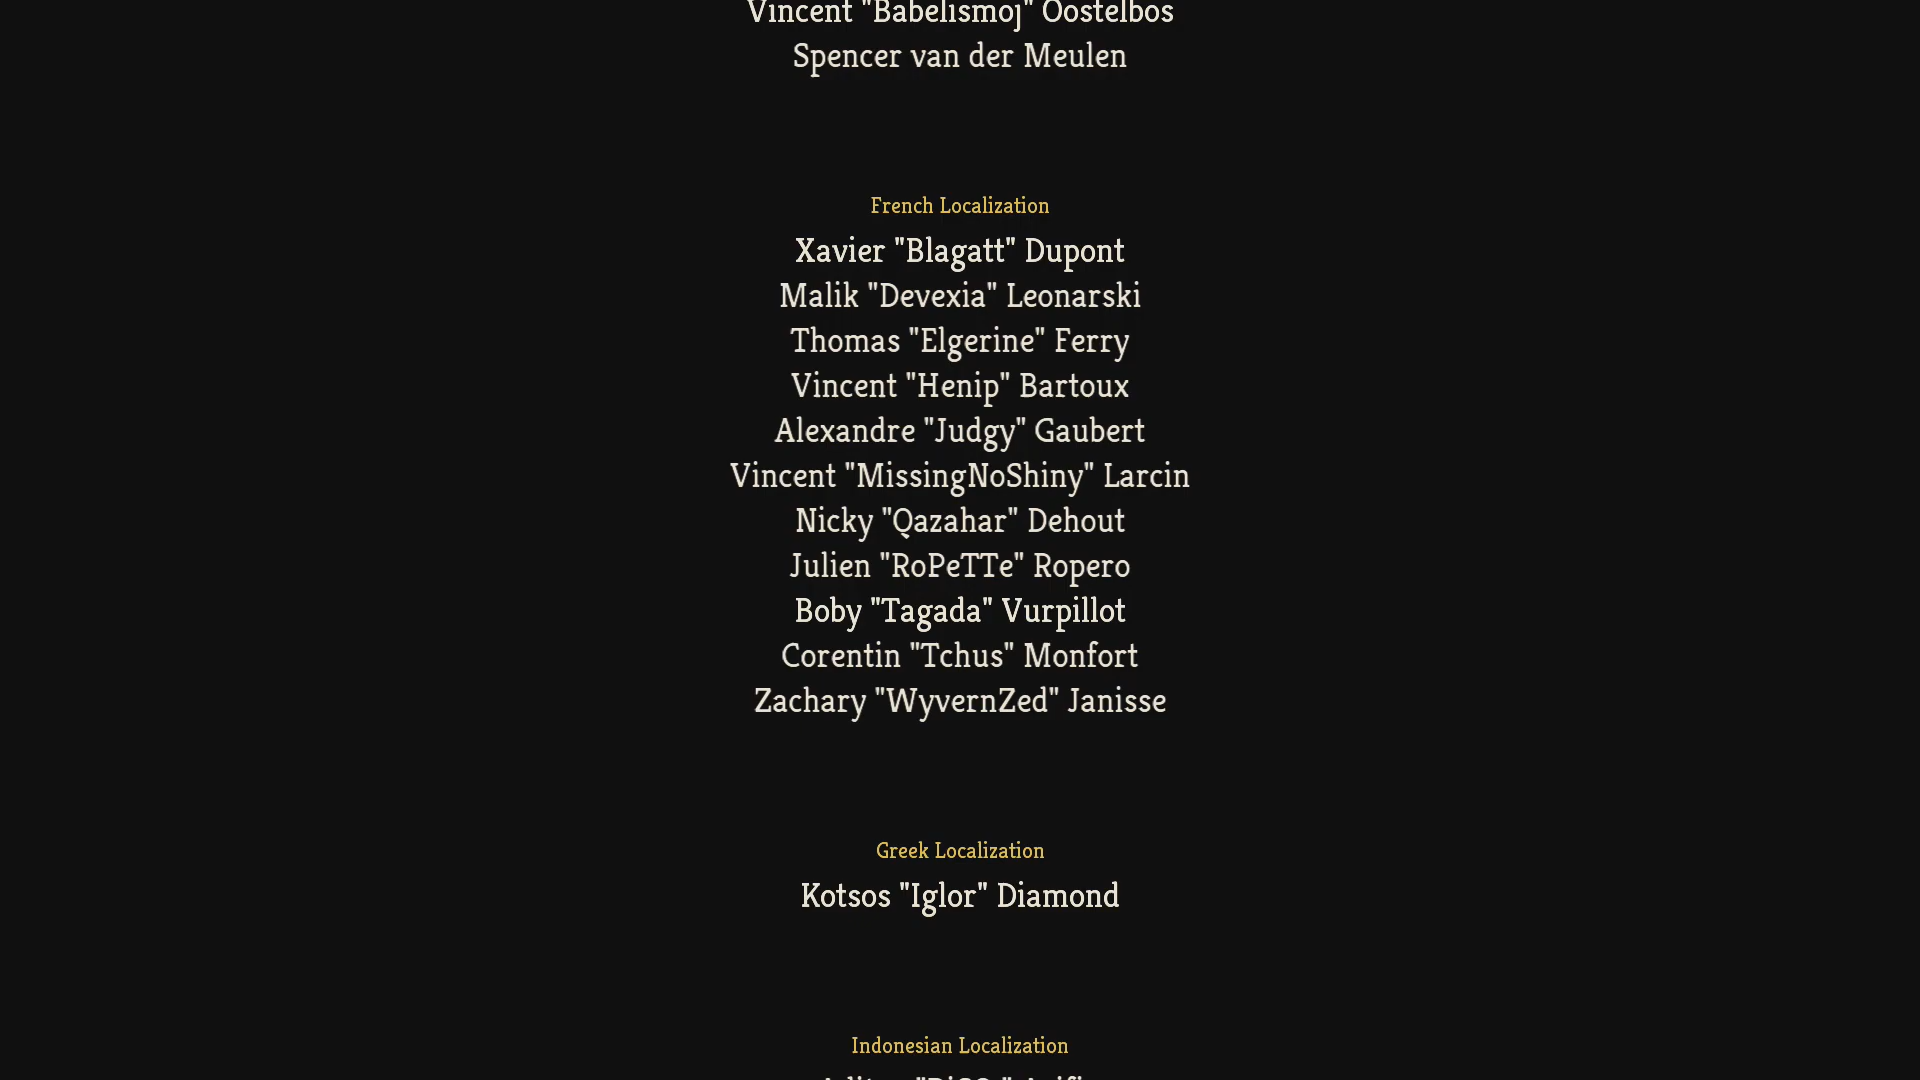 Vincent "Babelismoj" Oostelbos
Spencer van der Meulen
French Localization
Xavier "Blagatt" Dupont
Malik "Devexia" Leonarski
Thomas "Elgerine" Ferry
Vincent "Henip" Bartoux
Alexandre "Judgy" Gaubert
Vincent "MissingNoShiny" Larcin
Nicky "Qazahar" Dehout
Julien "RoPeTTe" Ropero
Boby "Tagada" Vurpillot
Corentin "Tchus" Monfort
Zachary "WyvernZed" Janisse
Greek Localization
Kotsos "Iglor" Diamond
Indonesian Localization